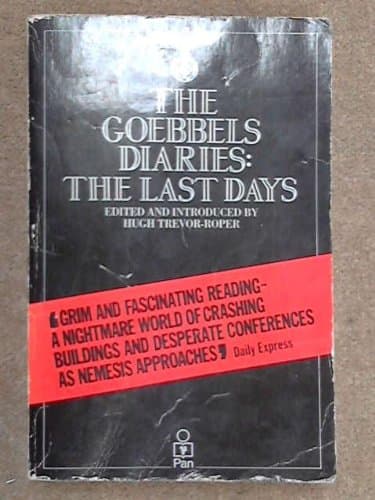 THE
GOEBBELS
DIARIES:
THE LAST DAYS
EDITED AND INTRODUCED BY
HUGH TREVOR-ROPER
‘GRIM AND FASCINATING READING–
A NIGHTMARE WORLD OF CRASHING
BUILDINGS AND DESPERATE CONFERENCES
AS NEMESIS APPROACHES’ Daily Express
Pan